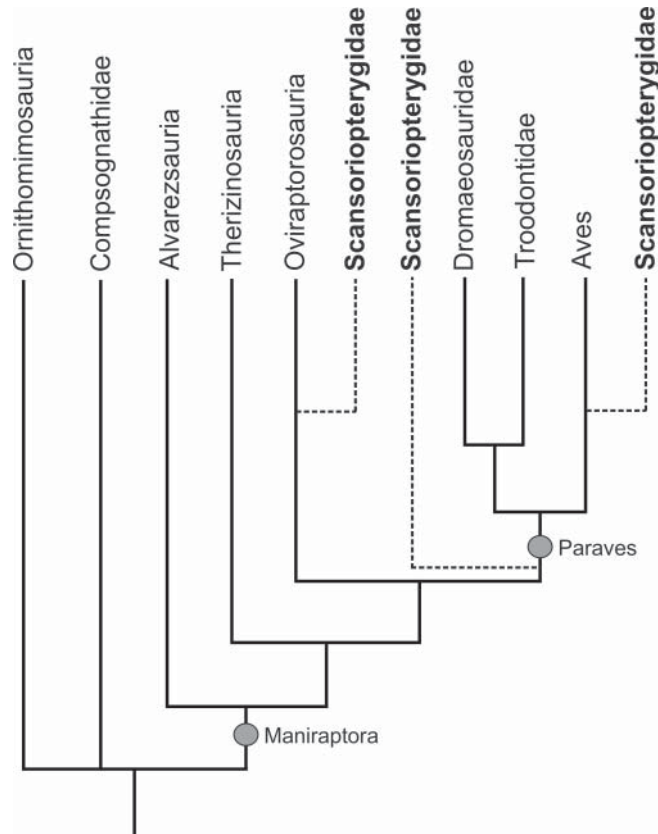 Ornithomimosauria
Compsognathidae
Alvarezsauria
Therizinosauria
Oviraptorosauria
Scansoriopterygidae
Scansoriopterygidae
Dromaeosauridae
Troodontidae
Aves
Scansoriopterygidae
Paraves
Maniraptora